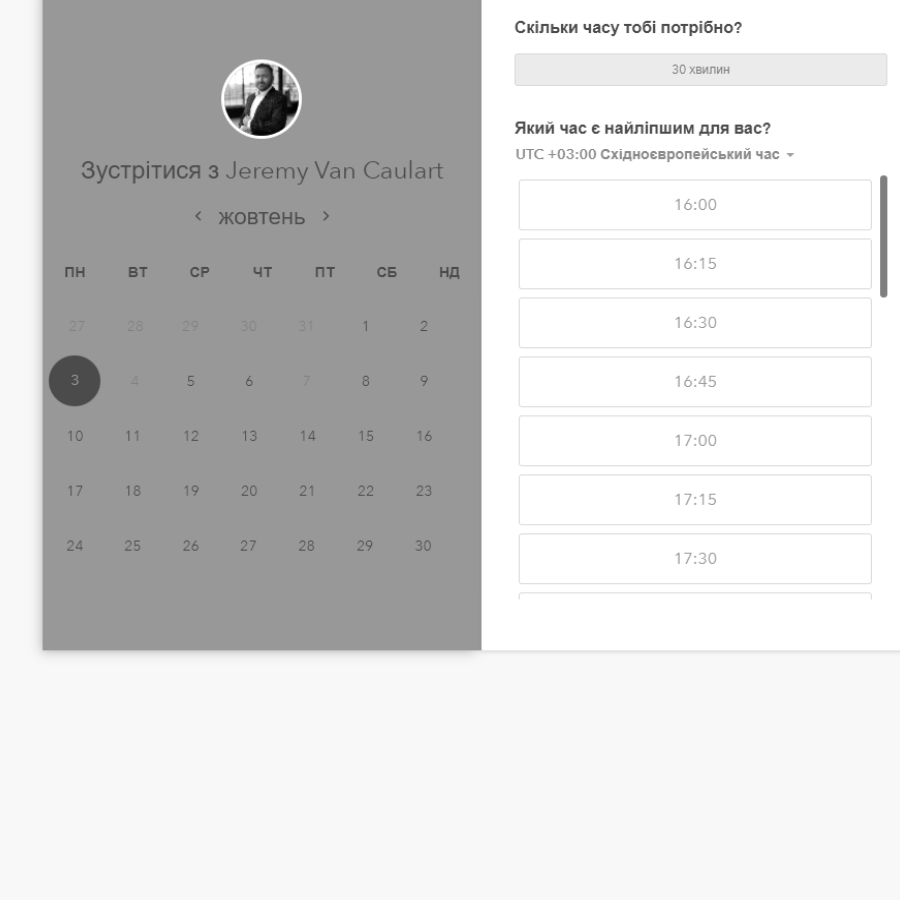 Зустрітися з Jeremy Van Caulart
жовтень
ПН ВТ СР ЧТ ПТ СБ НД
27 28 29 30 31 1 2
3 4 5 6 7 8 9
10 11 12 13 14 15 16
17 18 19 20 21 22 23
24 25 26 27 28 29 30
Скільки часу тобі потрібно?
30 хвилин
Який час є найліпшим для вас?
UTC +03:00 Східноєвропейський час
16:00
16:15
16:30
16:45
17:00
17:15
17:30